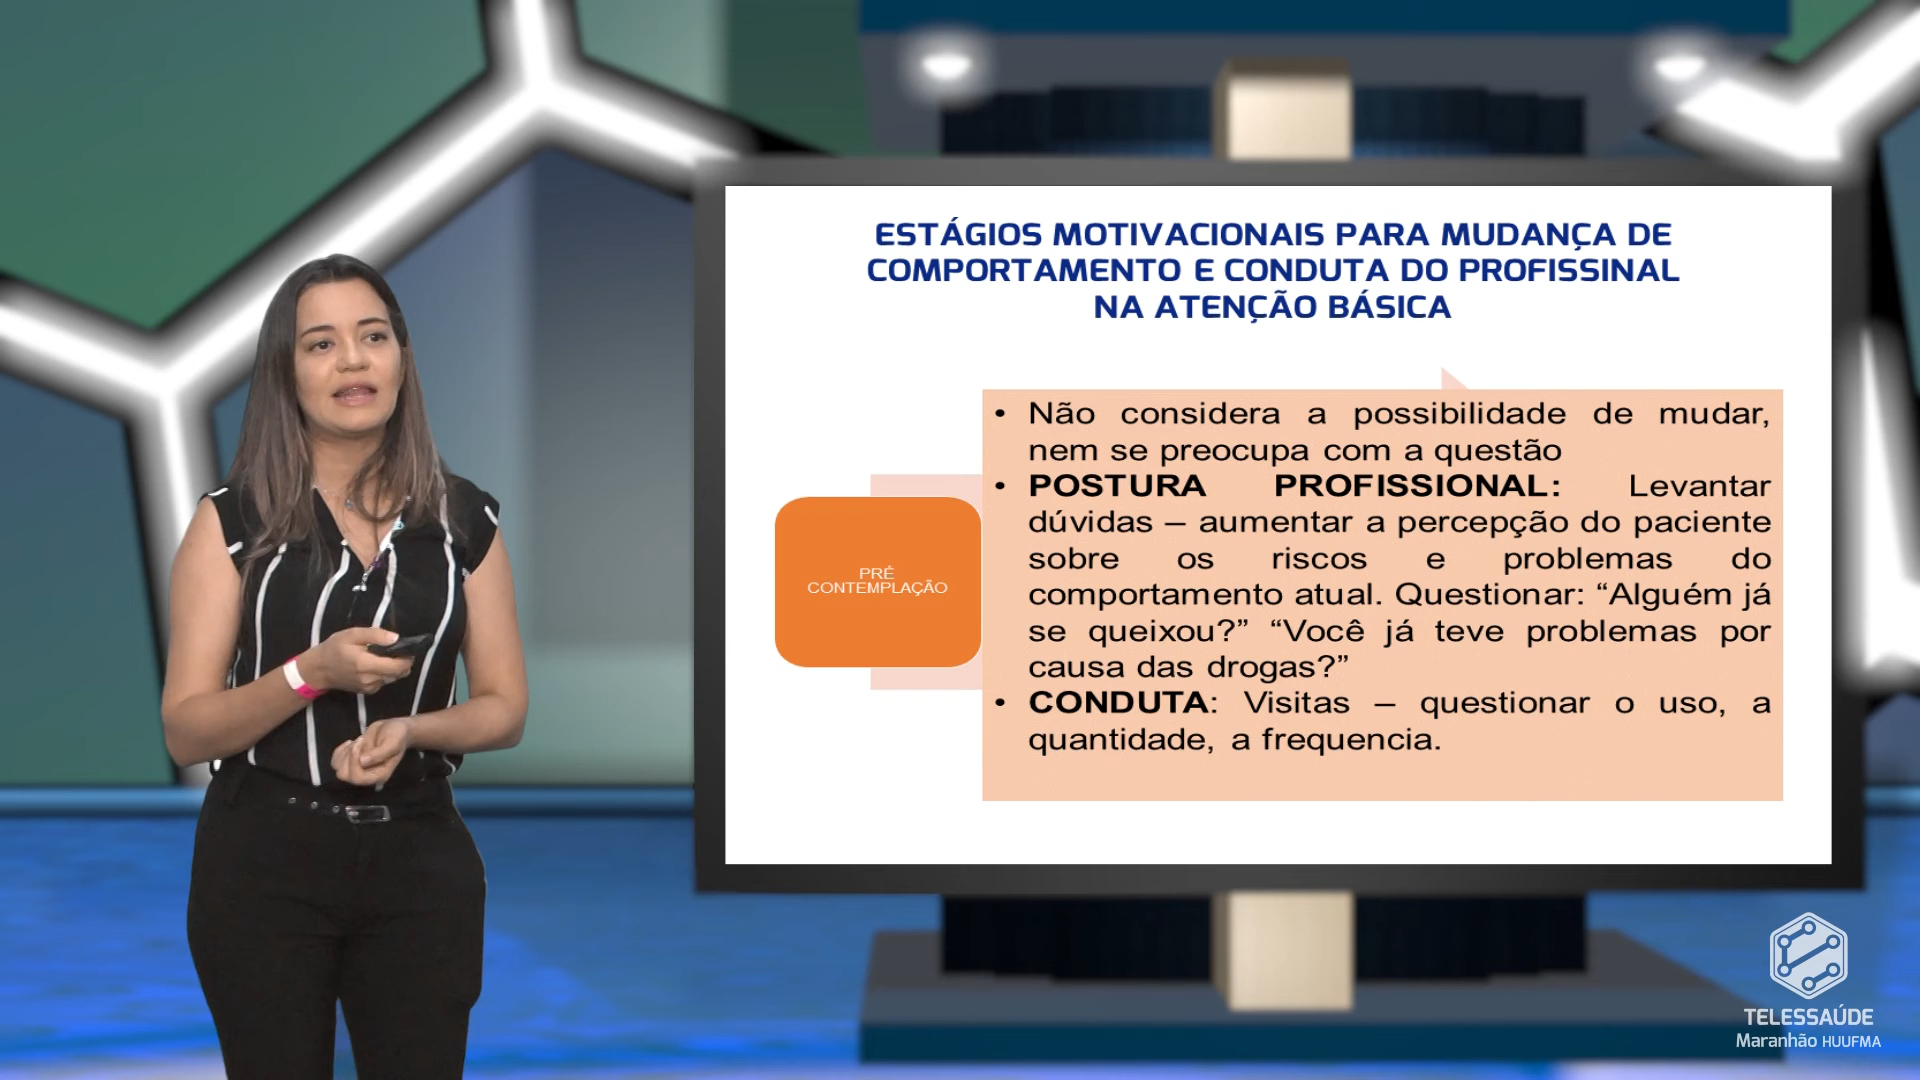 ESTÁGIOS MOTIVACIONAIS PARA MUDANÇA DE
COMPORTAMENTO E CONDUTA DO PROFISSINAL
NA ATENÇÃO BÁSICA
PRÉ
CONTEMPLAÇÃO
• Não considera a possibilidade de mudar,
nem se preocupa com a questão
• POSTURA PROFISSIONAL: Levantar
dúvidas – aumentar a percepção do paciente
sobre os riscos e problemas do
comportamento atual. Questionar: “Alguém já
se queixou?” “Você já teve problemas por
causa das drogas?”
• CONDUTA: Visitas – questionar o uso, a
quantidade, a frequencia.
TELESSAÚDE
Maranhão HUUFMA